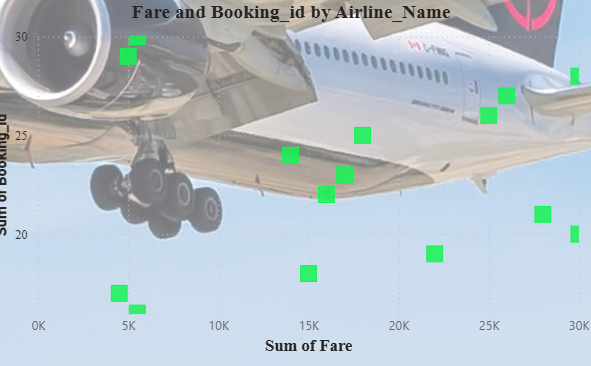 Fare and Booking_id by Airline_Name
30
25
20
Sum of Booking_id
0K 5K 10K 15K 20K 25K 30K
Sum of Fare